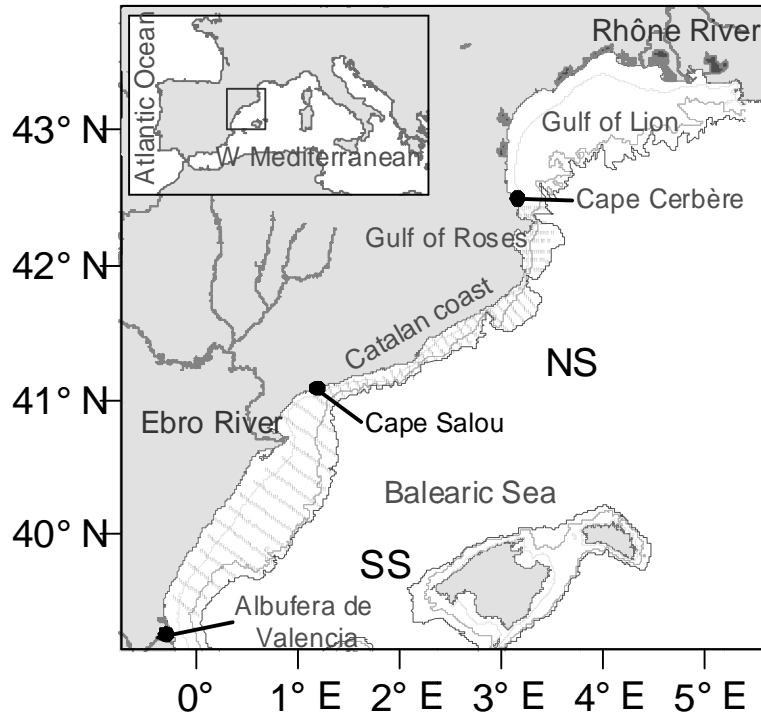 Rhône River
Atlantic Ocean
W Mediterranean
43° N
Gulf of Lion
Cape Cerbère
Gulf of Roses
42° N
Catalan coast
NS
41° N
Ebro River
Cape Salou
Balearic Sea
40° N
SS
Albufera de
Valencia
0° 1° E 2° E 3° E 4° E 5° E